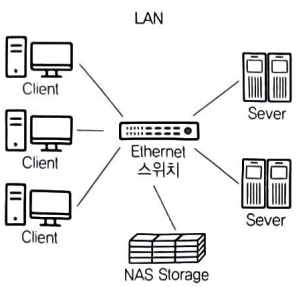 LAN
Client
Sever
Client
Ethernet
스위치
Sever
Client
NAS Storage